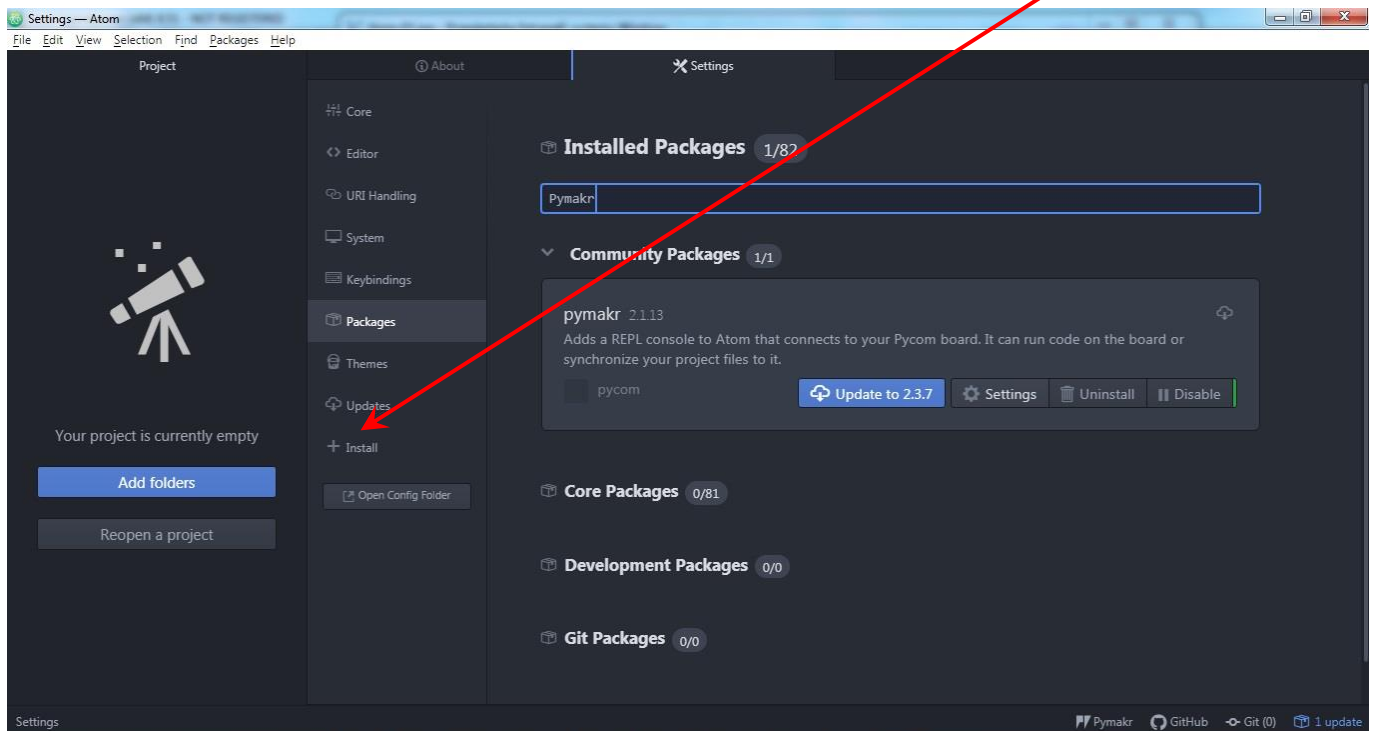 Settings — Atom
File Edit View Selection Find Packages Help
Project
About
Settings
Core
Editor
URI Handling
System
Keybindings
Packages
Themes
Updates
Install
Open Config Folder
Your project is currently empty
Add folders
Reopen a project
Installed Packages 1/82
Pymakr
Community Packages 1/1
pymakr 2.1.13
Adds a REPL console to Atom that connects to your Pycom board. It can run code on the board or
synchronize your project files to it.
pycom
Update to 2.3.7 Settings Uninstall Disable
Core Packages 0/81
Development Packages 0/0
Git Packages 0/0
Settings
Pymakr GitHub Git (0) 1 update